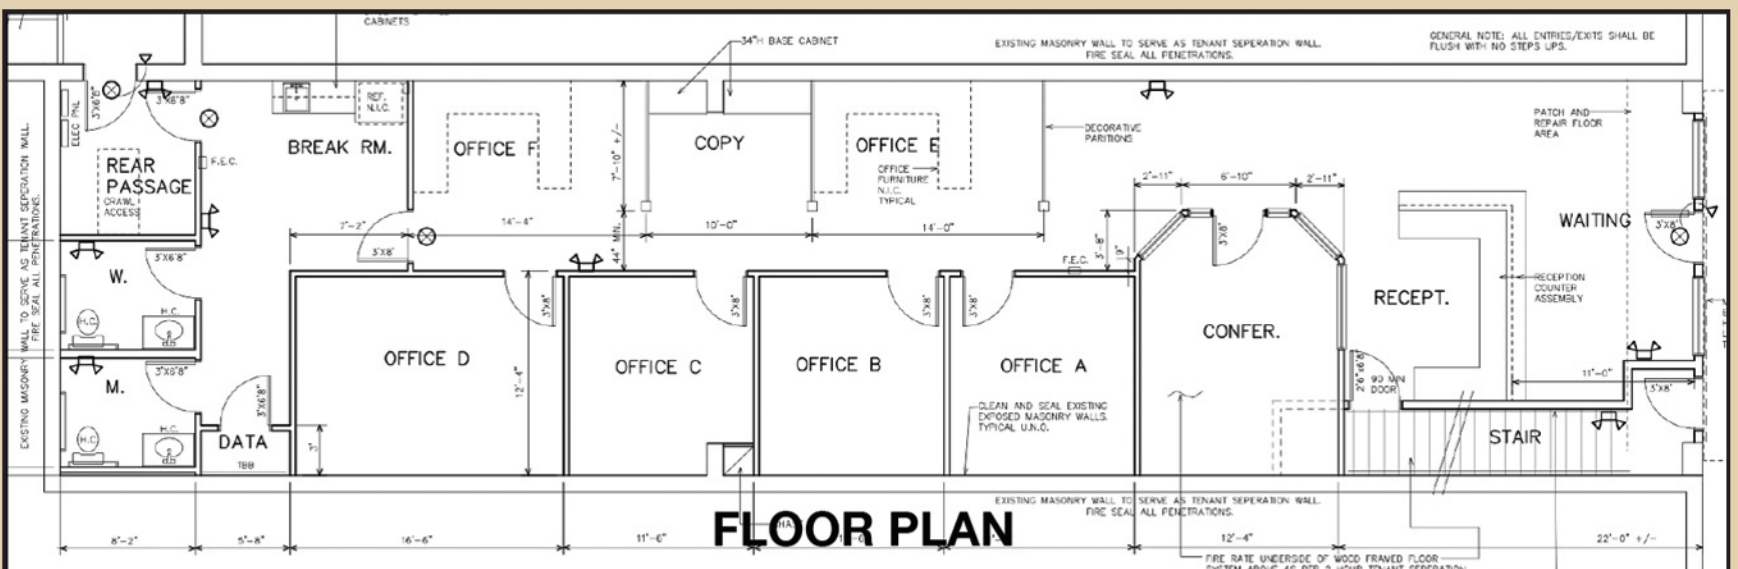 CABINETS
34"H BASE CABINET
EXISTING MASONRY WALL TO SERVE AS TENANT SEPERATION WALL.
FIRE SEAL ALL PENETRATIONS.
GENERAL NOTE: ALL ENTRIES/EXITS SHALL BE
FLUSH WITH NO STEPS UPS.
EXISTING MASONRY WALL TO SERVE AS TENANT SEPERATION WALL.
FIRE SEAL ALL PENETRATIONS.
ELEC PNL
3'X6'8"
3'X6'8"
REF.
N.I.C.
BREAK RM.
F.E.C.
REAR
PASSAGE
CRAWL
ACCESS
OFFICE F
7'-10" +/-
COPY
OFFICE E
OFFICE
FURNITURE
N.I.C.
TYPICAL
DECORATIVE
PARITIONS
PATCH AND
REPAIR FLOOR
AREA
2'-11"
6'-10"
2'-11"
WAITING
3'X8'
7'-2"
14'-4"
44" MIN.
10'-0"
14'-0"
3'-8"
9"
3'X8'
3'X8'
F.E.C.
W.
3'X6'8"
H.C.
H.C.
3'X8'
3'X8'
3'X8'
3'X8'
RECEPT.
RECEPTION
COUNTER
ASSEMBLY
CONFER.
OFFICE D
12'-4"
OFFICE C
OFFICE B
OFFICE A
M.
3'X6'8"
H.C.
H.C.
3'X6'8"
DATA
TBB
3'
CLEAN AND SEAL EXISTING
EXPOSED MASONRY WALLS.
TYPICAL U.N.O.
2'6"x6'8"
90 MIN
DOOR
11'-0"
3'X8'
STAIR
EXISTING MASONRY WALL TO SERVE AS TENANT SEPERATION WALL.
FIRE SEAL ALL PENETRATIONS.
FLOOR PLAN
8'-2"
5'-8"
16'-6"
11'-6"
12'-4"
22'-0" +/-
FIRE RATE UNDERSIDE OF WOOD FRAVED FLOOR